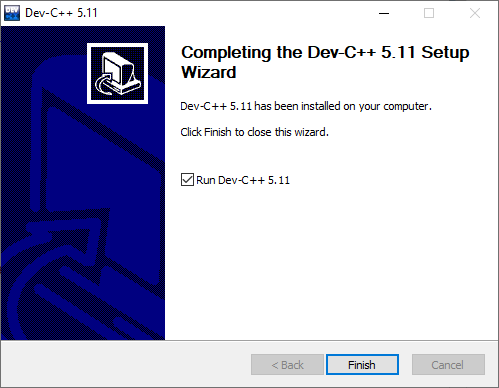 Dev-C++ 5.11
Completing the Dev-C++ 5.11 Setup
Wizard
Dev-C++ 5.11 has been installed on your computer.
Click Finish to close this wizard.
Run Dev-C++ 5.11
< Back
Finish
Cancel